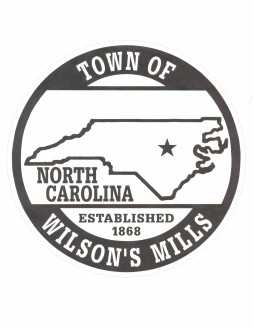 TOWN OF
NORTH
CAROLINA
ESTABLISHED
1868
WILSON'S MILLS